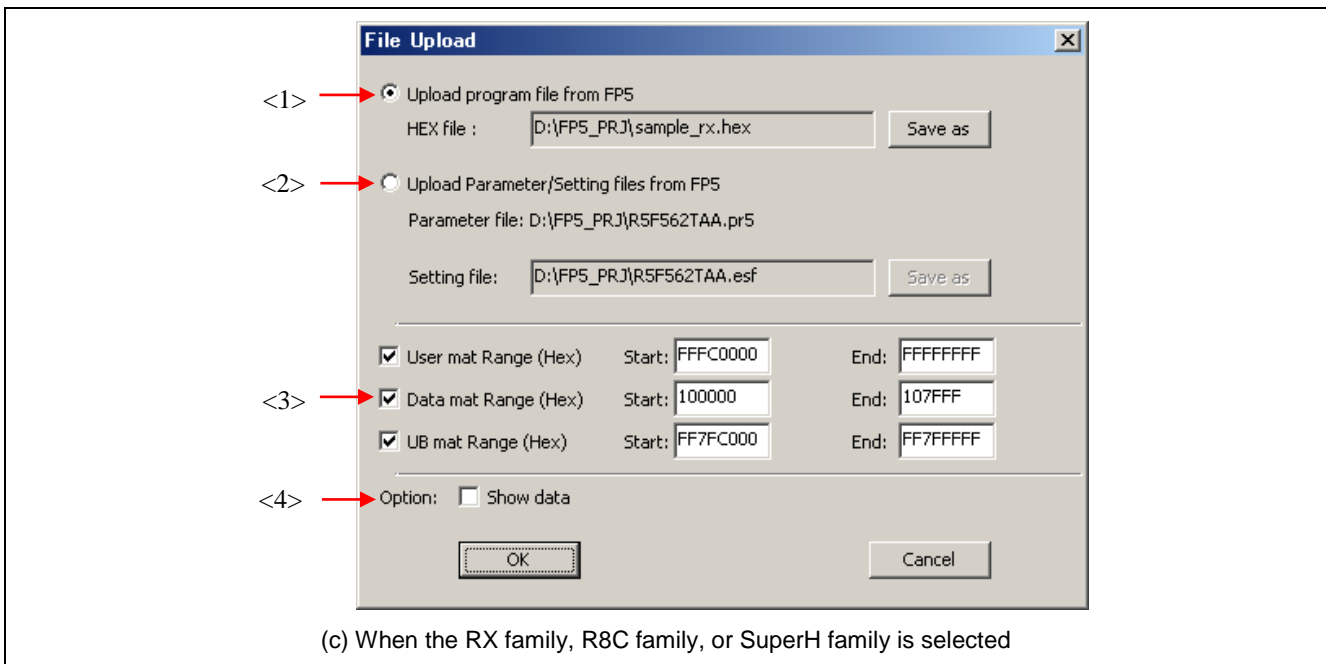 File Upload
<1>
Upload program file from FP5
HEX file : D:\FP5_PRJ\sample_rx.hex Save as
<2>
Upload Parameter/Setting files from FP5
Parameter file: D:\FP5_PRJ\R5F562TAA.pr5
Setting file: D:\FP5_PRJ\R5F562TAA.esf Save as
User mat Range (Hex) Start: FFFC0000 End: FFFFFFFF
<3> Data mat Range (Hex) Start: 100000 End: 107FFF
UB mat Range (Hex) Start: FF7FC000 End: FF7FFFFF
<4> Option: Show data
OK Cancel
(c) When the RX family, R8C family, or SuperH family is selected